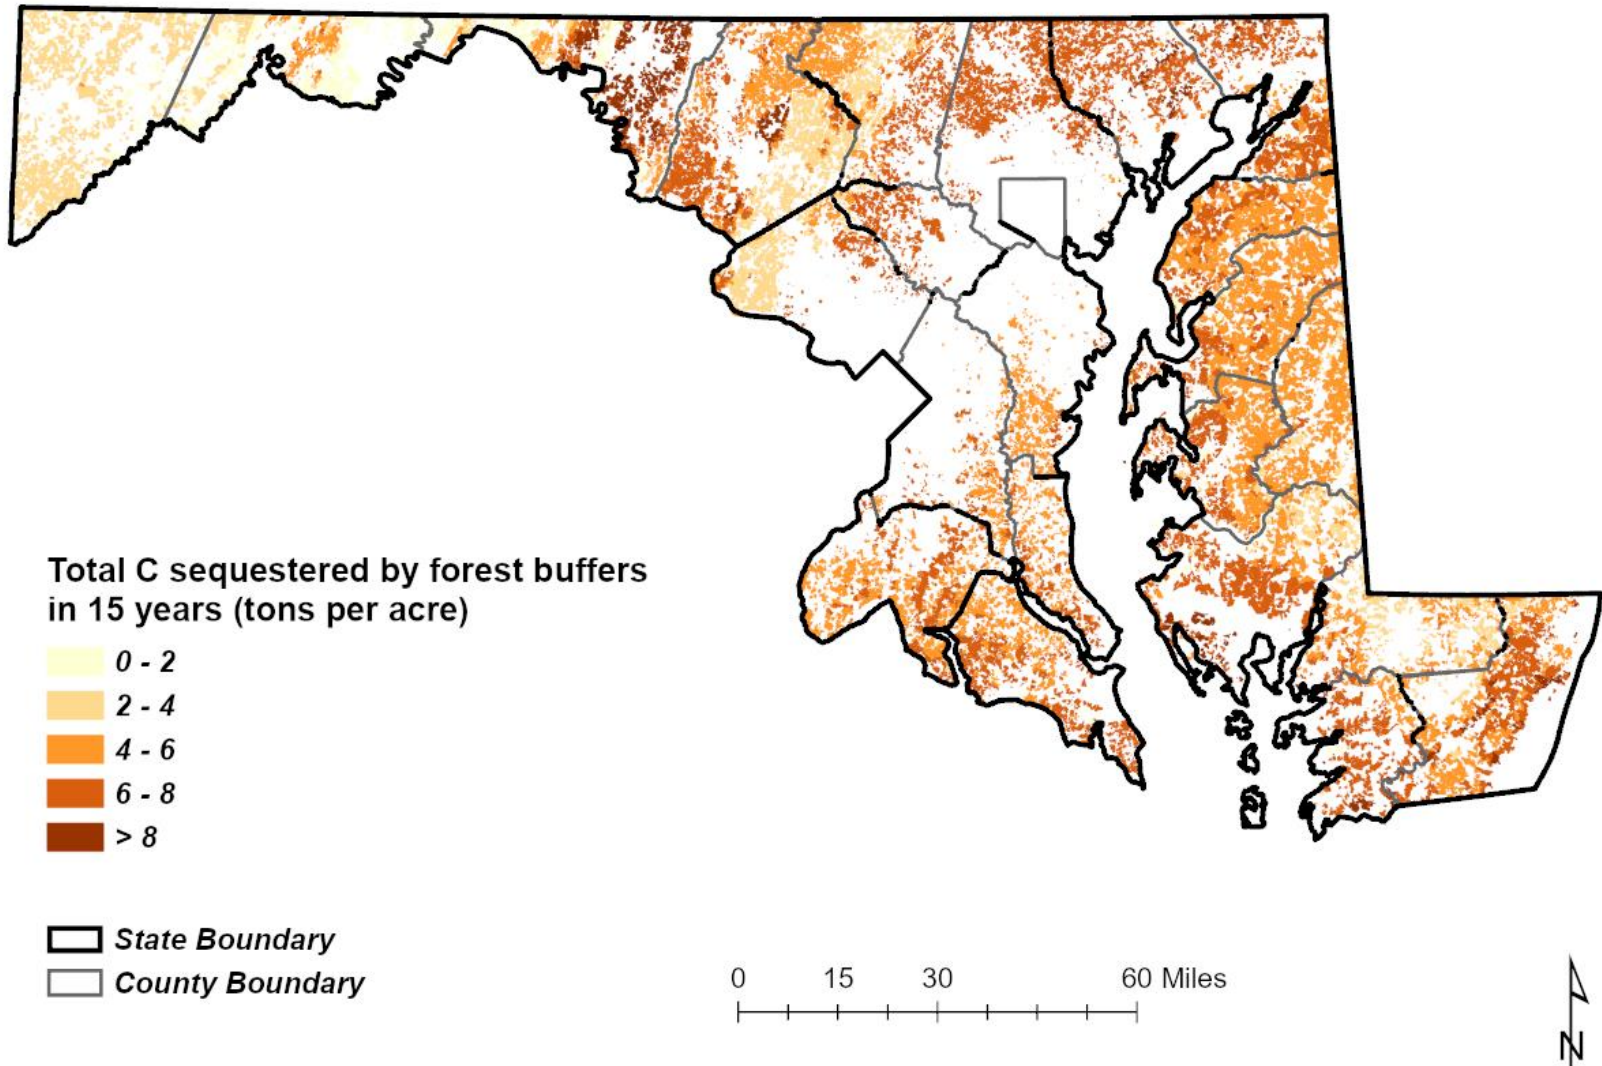 Total C sequestered by forest buffers
in 15 years (tons per acre)
0 - 2
2 - 4
4 - 6
6 - 8
> 8
State Boundary
County Boundary
0 15 30 60 Miles
N